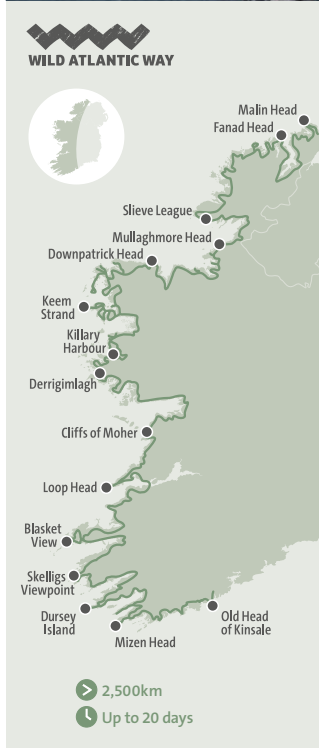 WILD ATLANTIC WAY
Malin Head
Fanad Head
Slieve League
Mullaghmore Head
Downpatrick Head
Keem
Strand
Killary
Harbour
Derrigimlagh
Cliffs of Moher
Loop Head
Blasket
View
Skelligs
Viewpoint
Dursey
Island
Mizen Head
Old Head
of Kinsale
2,500km
Up to 20 days